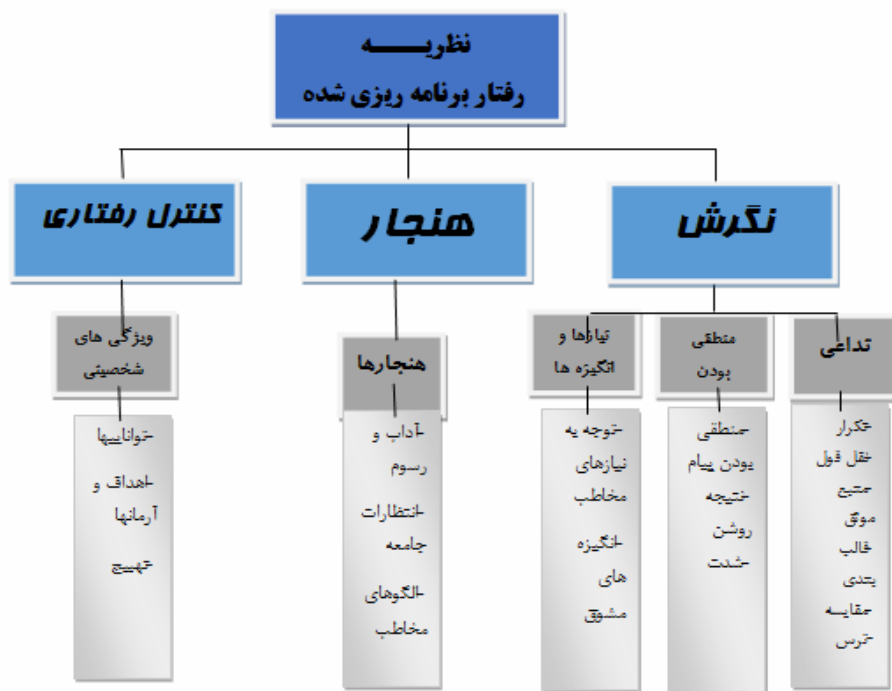 نظریـــــه
رفتار برنامه ریزی شده
نگرش
هنجار
کنترل رفتاری
تداعی
-تکرار
-نقل قول
-منبع
موثق
-قالب
بندی
-مقایسه
-ترس
منطقی
بودن
-منطقی
بودن پیام
-نتیجه
روشن
-شدت
نیازها و
انگیزه ها
-توجه به
نیازهای
مخاطب
-انگیزه
های
مشوق
هنجارها
-آداب و
رسوم
-انتظارات
جامعه
-الگوهای
مخاطب
ویژگی های
شخصیتی
-تواناییها
-اهداف و
آرمانها
-تهییج